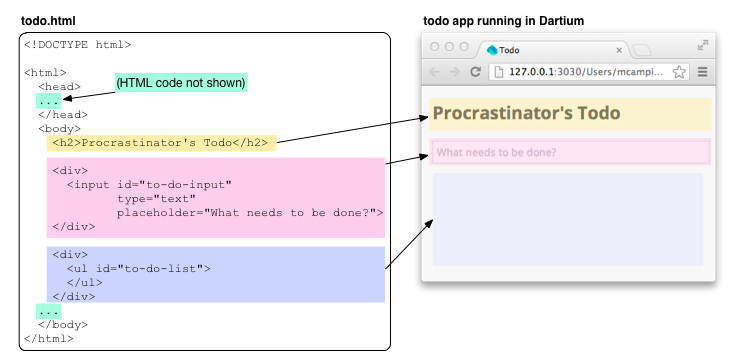 todo.html
<!DOCTYPE html>
<html>
<head>
(HTML code not shown)
...
</head>
<body>
<h2>Procrastinator's Todo</h2>
<div>
<input id="to-do-input"
type="text"
placeholder="What needs to be done?">
</div>
<div>
<ul id="to-do-list">
</ul>
</div>
...
</body>
</html>
todo app running in Dartium
Todo
127.0.0.1:3030/Users/mcampi...
Procrastinator's Todo
What needs to be done?